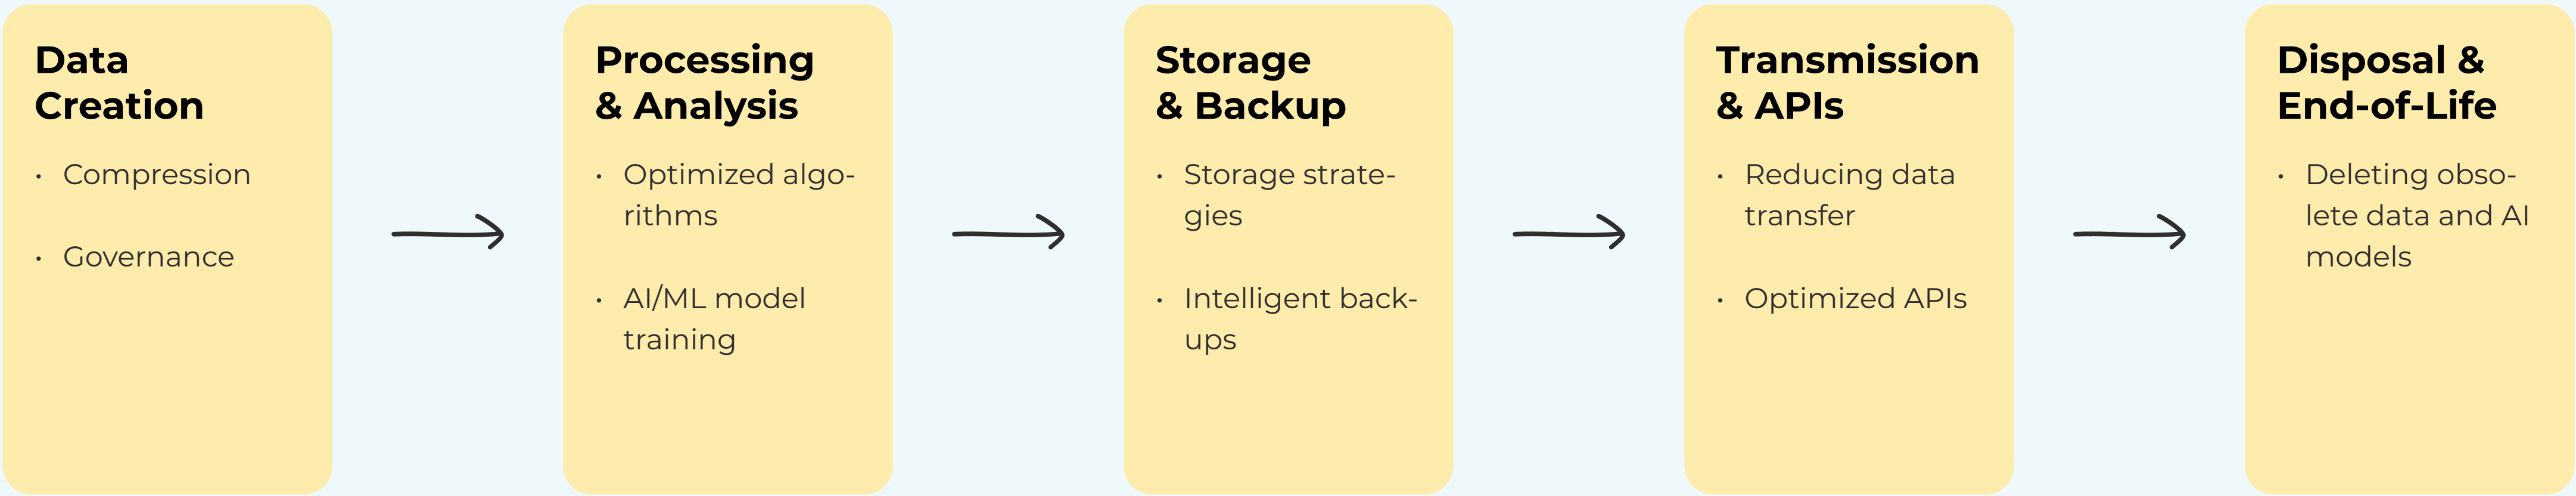 Data
Creation
• Compression
• Governance
Processing
& Analysis
• Optimized algo-
rithms
• AI/ML model
training
Storage
& Backup
• Storage strate-
gies
• Intelligent back-
ups
Transmission
& APIs
• Reducing data
transfer
• Optimized APIs
Disposal &
End-of-Life
• Deleting obso-
lete data and AI
models